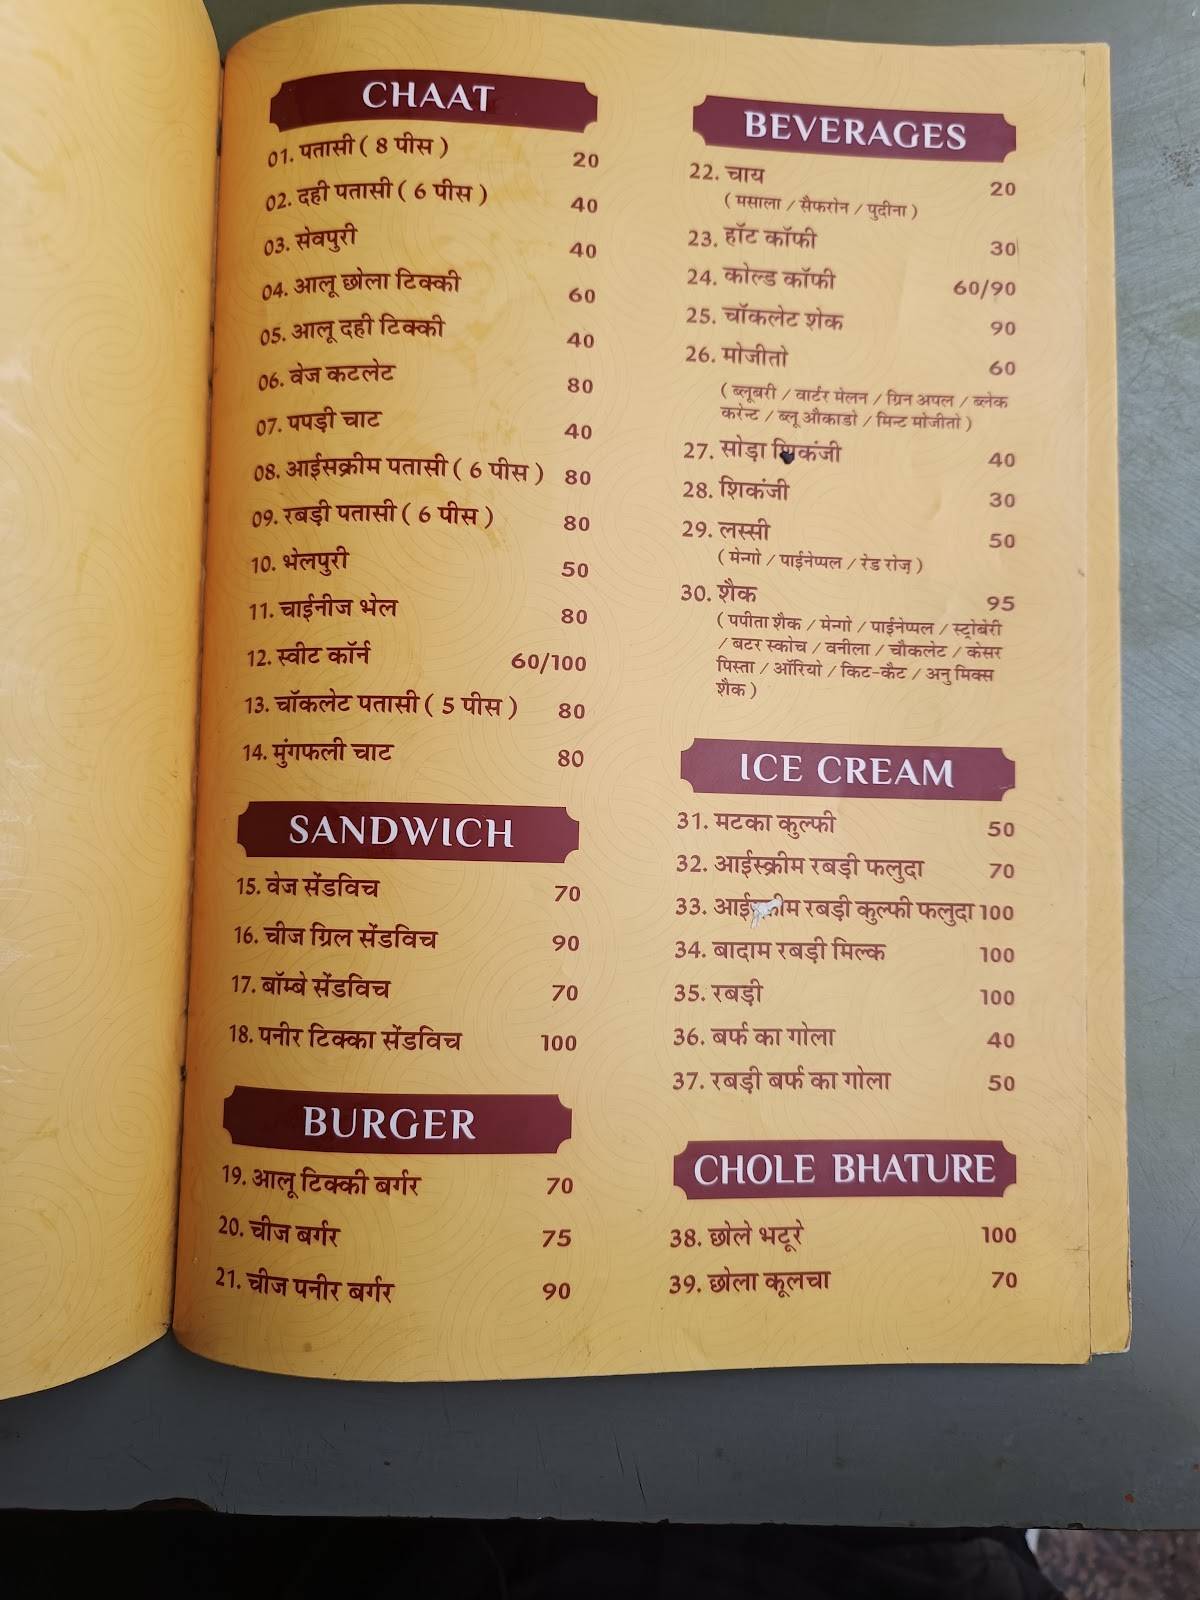 CHAAT
01. पतासी ( 8 पीस ) 20
02. दही पतासी ( 6 पीस ) 40
03. सेवपुरी 40
04. आलू छोला टिक्की 60
05. आलू दही टिक्की 40
06. वेज कटलेट 80
07. पपड़ी चाट 40
08. आईसक्रीम पतासी ( 6 पीस ) 80
09. रबड़ी पतासी ( 6 पीस ) 80
10. भेलपुरी 50
11. चाईनीज भेल 80
12. स्वीट कॉर्न 60/100
13. चॉकलेट पतासी ( 5 पीस ) 80
14. मुंगफली चाट 80
SANDWICH
15. वेज सेंडविच 70
16. चीज ग्रिल सेंडविच 90
17. बॉम्बे सेंडविच 70
18. पनीर टिक्का सेंडविच 100
BURGER
19. आलू टिक्की बर्गर 70
20. चीज बर्गर 75
21. चीज पनीर बर्गर 90
BEVERAGES
22. चाय 20
( मसाला / सैफरोन / पुदीना )
23. हॉट कॉफी 30
24. कोल्ड कॉफी 60/90
25. चॉकलेट शेक 90
26. मोजीतो 60
( ब्लूबरी / वार्टर मेलन / ग्रिन अपल / ब्लेक
करेन्ट / ब्लू औकाडो / मिन्ट मोजीतो )
27. सोड़ा शिकंजी 40
28. शिकंजी 30
29. लस्सी 50
( मेन्गो / पाईनेप्पल / रेड रोज़ )
30. शैक 95
( पपीता शैक / मेन्गो / पाईनेप्पल / स्ट्रोबेरी
/ बटर स्कोच / वनीला / चौकलेट / केसर
पिस्ता / ऑरियो / किट-कैट / अनु मिक्स
शैक )
ICE CREAM
31. मटका कुल्फी 50
32. आईस्क्रीम रबड़ी फलुदा 70
33. आईस्क्रीम रबड़ी कुल्फी फलुदा 100
34. बादाम रबड़ी मिल्क 100
35. रबड़ी 100
36. बर्फ का गोला 40
37. रबड़ी बर्फ का गोला 50
CHOLE BHATURE
38. छोले भटूरे 100
39. छोला कूलचा 70